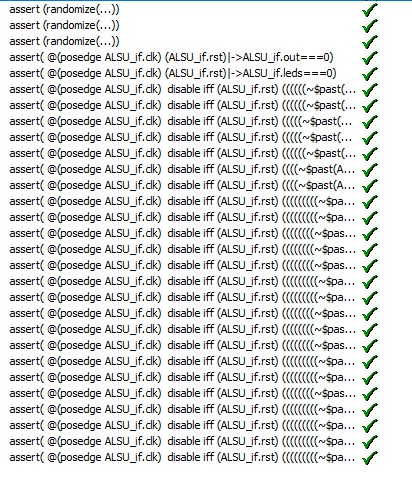 assert (randomize(...))
assert (randomize(...))
assert (randomize(...))
assert( @(posedge ALSU_if.clk) (ALSU_if.rst)|->ALSU_if.out===0)
assert( @(posedge ALSU_if.clk) (ALSU_if.rst)|->ALSU_if.leds===0)
assert( @(posedge ALSU_if.clk)  disable iff (ALSU_if.rst) ((((((~$past(...
assert( @(posedge ALSU_if.clk)  disable iff (ALSU_if.rst) ((((((~$past(...
assert( @(posedge ALSU_if.clk)  disable iff (ALSU_if.rst) (((((~$past(...
assert( @(posedge ALSU_if.clk)  disable iff (ALSU_if.rst) ((((((~$past(...
assert( @(posedge ALSU_if.clk)  disable iff (ALSU_if.rst) ((((((~$past(...
assert( @(posedge ALSU_if.clk)  disable iff (ALSU_if.rst) ((((~$past(A...
assert( @(posedge ALSU_if.clk)  disable iff (ALSU_if.rst) ((((~$past(A...
assert( @(posedge ALSU_if.clk)  disable iff (ALSU_if.rst) (((((((((~$pa...
assert( @(posedge ALSU_if.clk)  disable iff (ALSU_if.rst) (((((((((~$pa...
assert( @(posedge ALSU_if.clk)  disable iff (ALSU_if.rst) ((((((((~$pas...
assert( @(posedge ALSU_if.clk)  disable iff (ALSU_if.rst) ((((((((~$pas...
assert( @(posedge ALSU_if.clk)  disable iff (ALSU_if.rst) ((((((((~$pas...
assert( @(posedge ALSU_if.clk)  disable iff (ALSU_if.rst) (((((((((~$pa...
assert( @(posedge ALSU_if.clk)  disable iff (ALSU_if.rst) (((((((((~$pa...
assert( @(posedge ALSU_if.clk)  disable iff (ALSU_if.rst) (((((((((~$pa...
assert( @(posedge ALSU_if.clk)  disable iff (ALSU_if.rst) (((((((((~$pa...
assert( @(posedge ALSU_if.clk)  disable iff (ALSU_if.rst) ((((((((~$pas...
assert( @(posedge ALSU_if.clk)  disable iff (ALSU_if.rst) (((((((((~$pa...
assert( @(posedge ALSU_if.clk)  disable iff (ALSU_if.rst) (((((((((~$pa...
assert( @(posedge ALSU_if.clk)  disable iff (ALSU_if.rst) ((((((((~$pas...
assert( @(posedge ALSU_if.clk)  disable iff (ALSU_if.rst) (((((((((~$pa...
assert( @(posedge ALSU_if.clk)  disable iff (ALSU_if.rst) (((((((((~$pa...
assert( @(posedge ALSU_if.clk)  disable iff (ALSU_if.rst) (((((((((~$pa...
assert( @(posedge ALSU_if.clk)  disable iff (ALSU_if.rst) (((((((((~$pa...